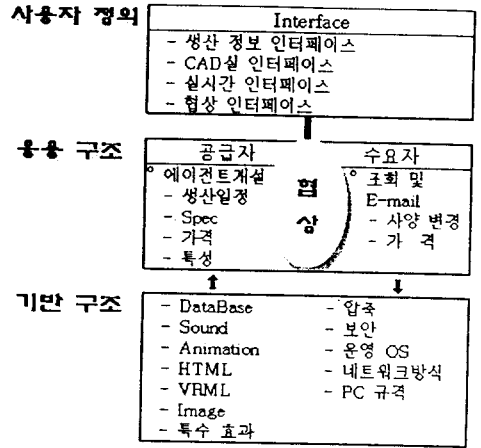 사용자 정의
Interface
- 생산 정보 인터페이스
- CAD실 인터페이스
- 실시간 인터페이스
- 협상 인터페이스
응용 구조
공급자
수요자
협
상
° 에이전트개설
- 생산일정
- Spec
- 가격
- 특성
° 조회 및
E-mail
- 사양 변경
- 가 격
기반 구조
- DataBase
- Sound
- Animation
- HTML
- VRML
- Image
- 특수 효과
- 압축
- 보안
- 운영 OS
- 네트워크방식
- PC 규격